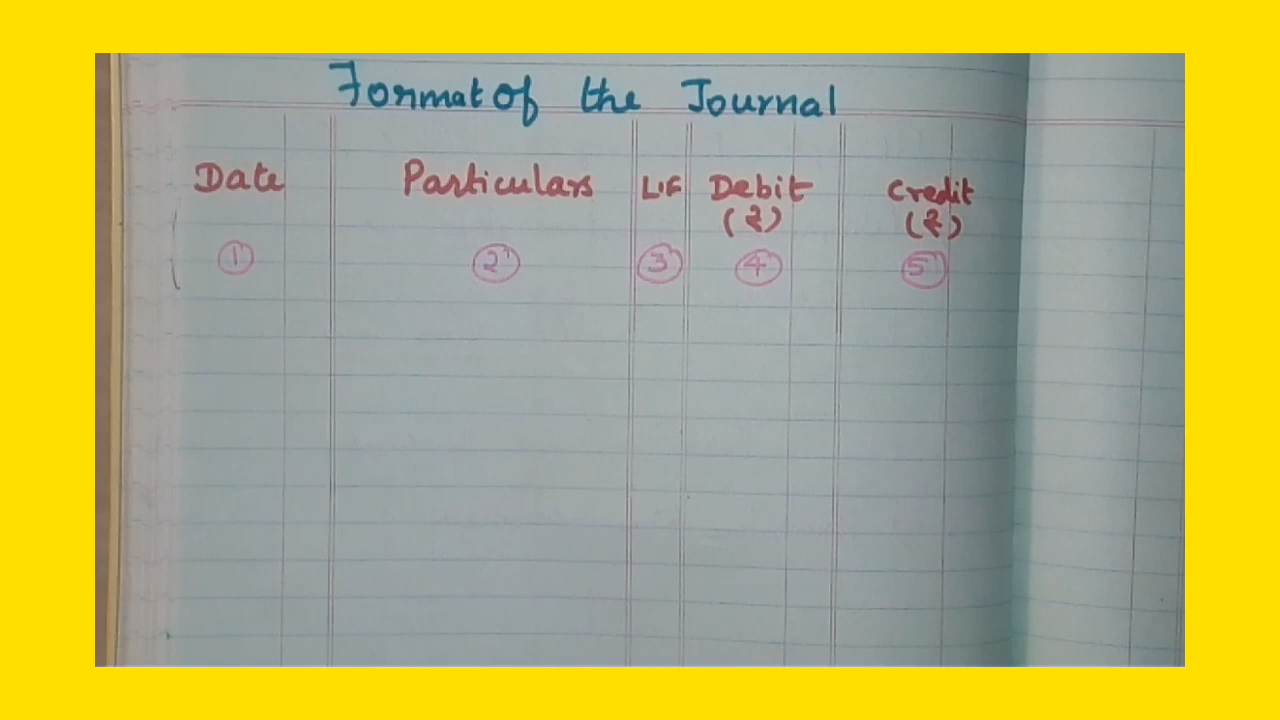 Format of the Journal
Date Particulars L.F Debit Credit
(₹) (₹)
1 2 3 4 5